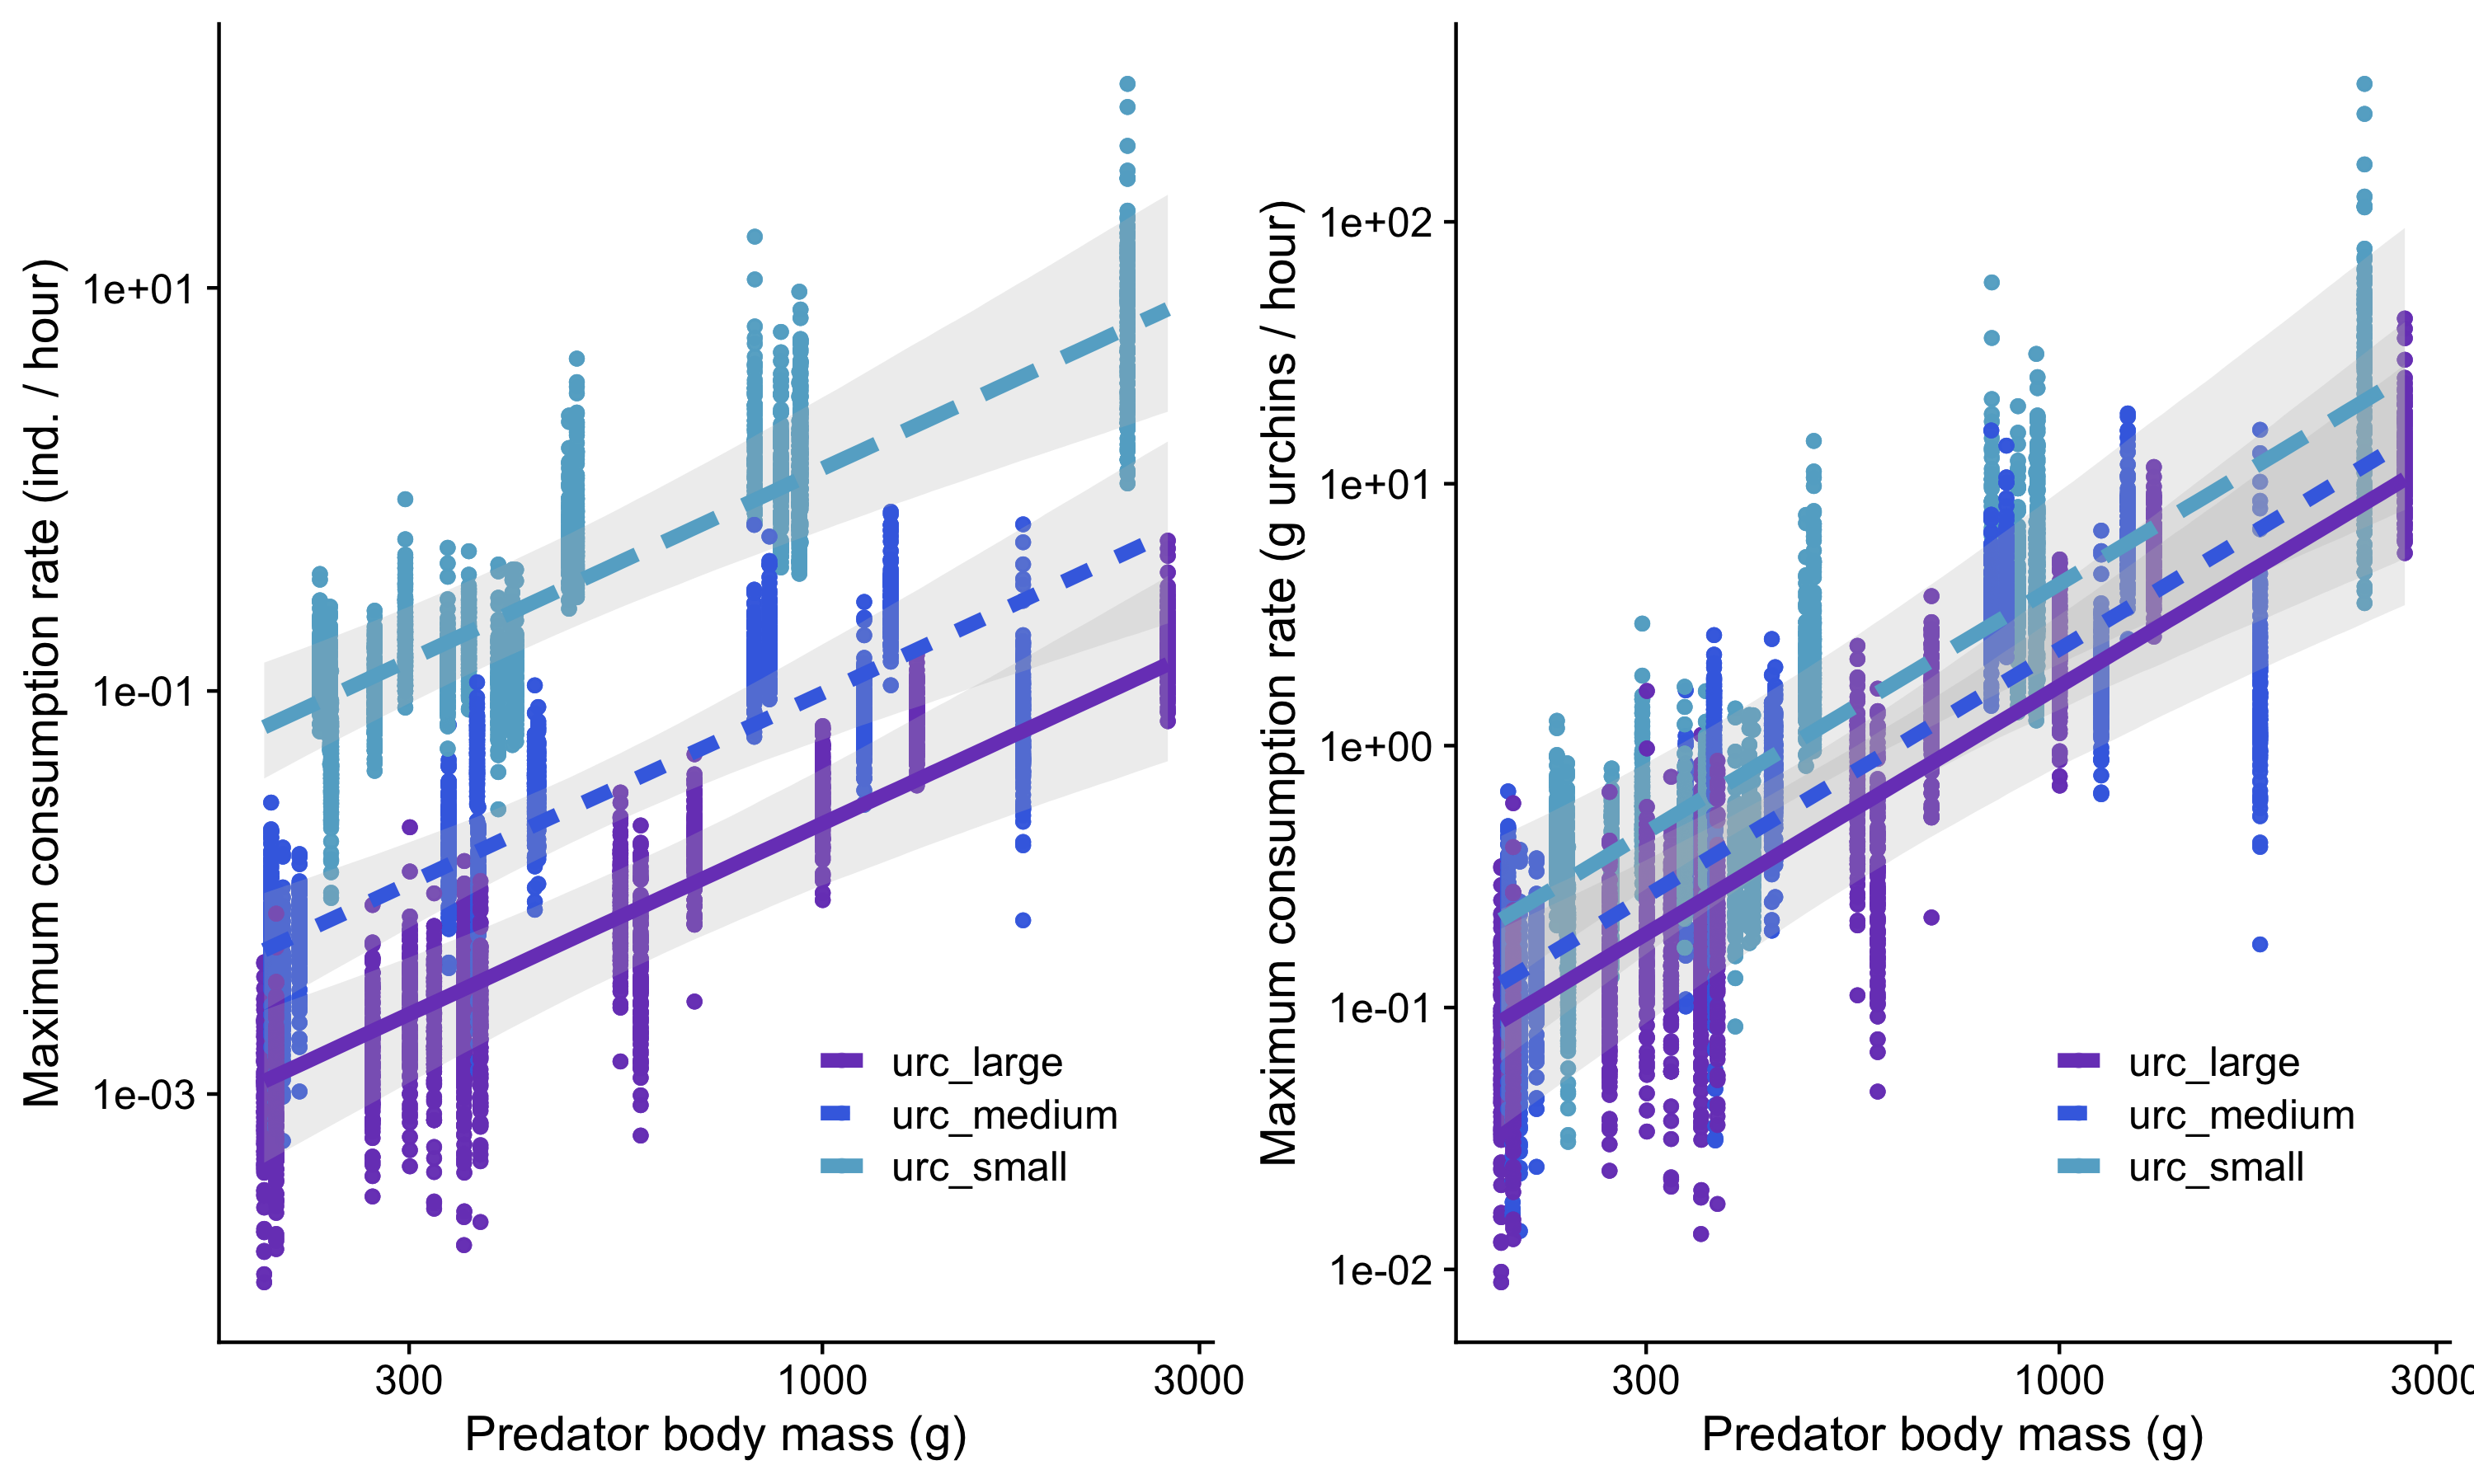 Maximum consumption rate (ind. / hour)
1e+01
1e-01
1e-03
300
1000
3000
Predator body mass (g)
urc_large
urc_medium
urc_small
Maximum consumption rate (g urchins / hour)
1e+02
1e+01
1e+00
1e-01
1e-02
300
1000
3000
Predator body mass (g)
urc_large
urc_medium
urc_small